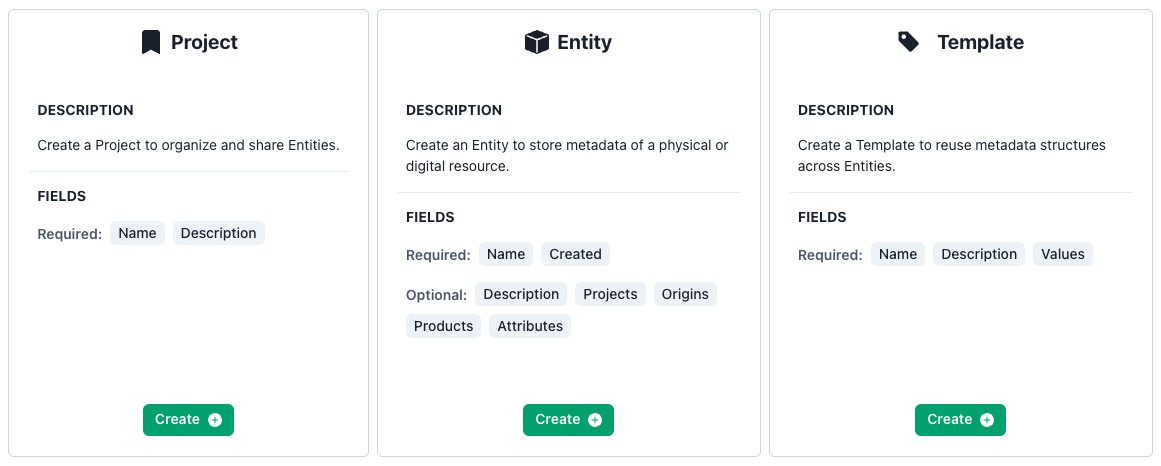 Project
DESCRIPTION
Create a Project to organize and share Entities.
FIELDS
Required: Name Description
Create
Entity
DESCRIPTION
Create an Entity to store metadata of a physical or
digital resource.
FIELDS
Required: Name Created
Optional: Description Projects Origins
Products Attributes
Create
Template
DESCRIPTION
Create a Template to reuse metadata structures
across Entities.
FIELDS
Required: Name Description Values
Create